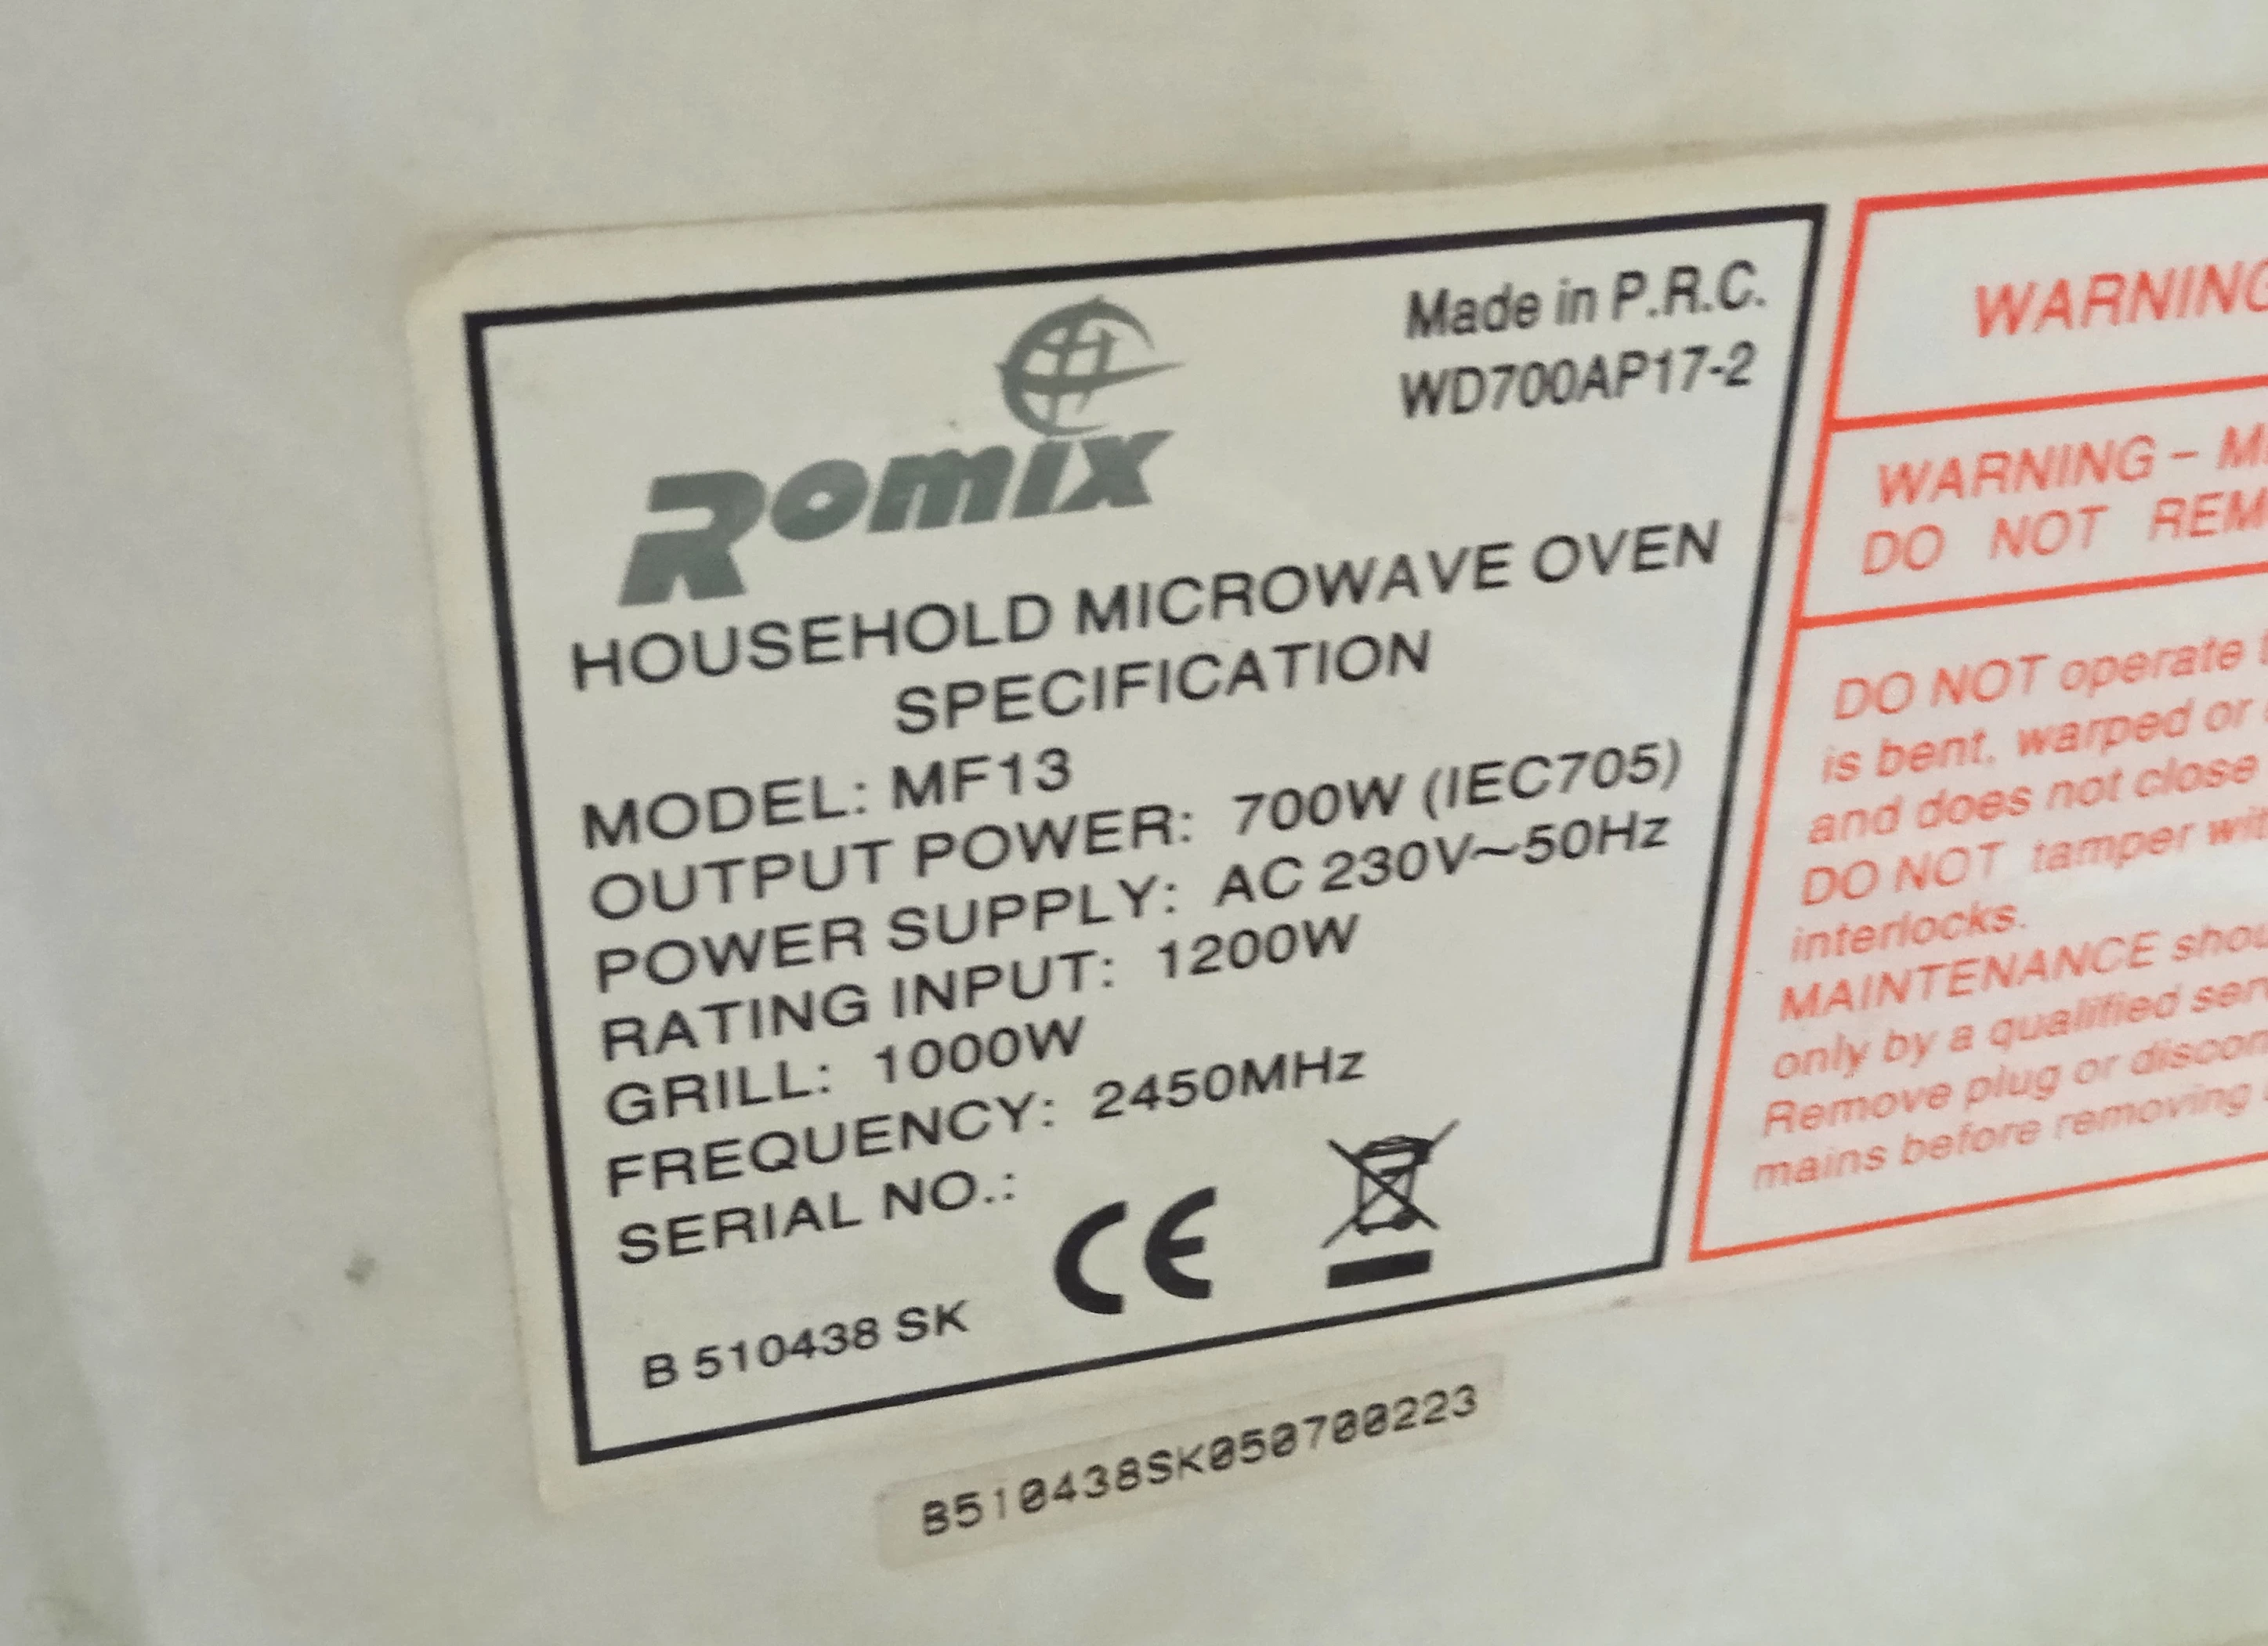 Made in P.R.C.
WD700AP17-2
Romix
HOUSEHOLD MICROWAVE OVEN
SPECIFICATION
MODEL: MF13
OUTPUT POWER: 700W (IEC705)
POWER SUPPLY: AC 230V~50Hz
RATING INPUT: 1200W
GRILL: 1000W
FREQUENCY: 2450MHz
SERIAL NO.:
CE
B 510438 SK
B510438SK050700223
WARNING
WARNING –
DO NOT
DO NOT operate
is bent, warped or
and does not close
DO NOT tamper
interlocks.
MAINTENANCE
only by a qualified
Remove plug or
mains before removing